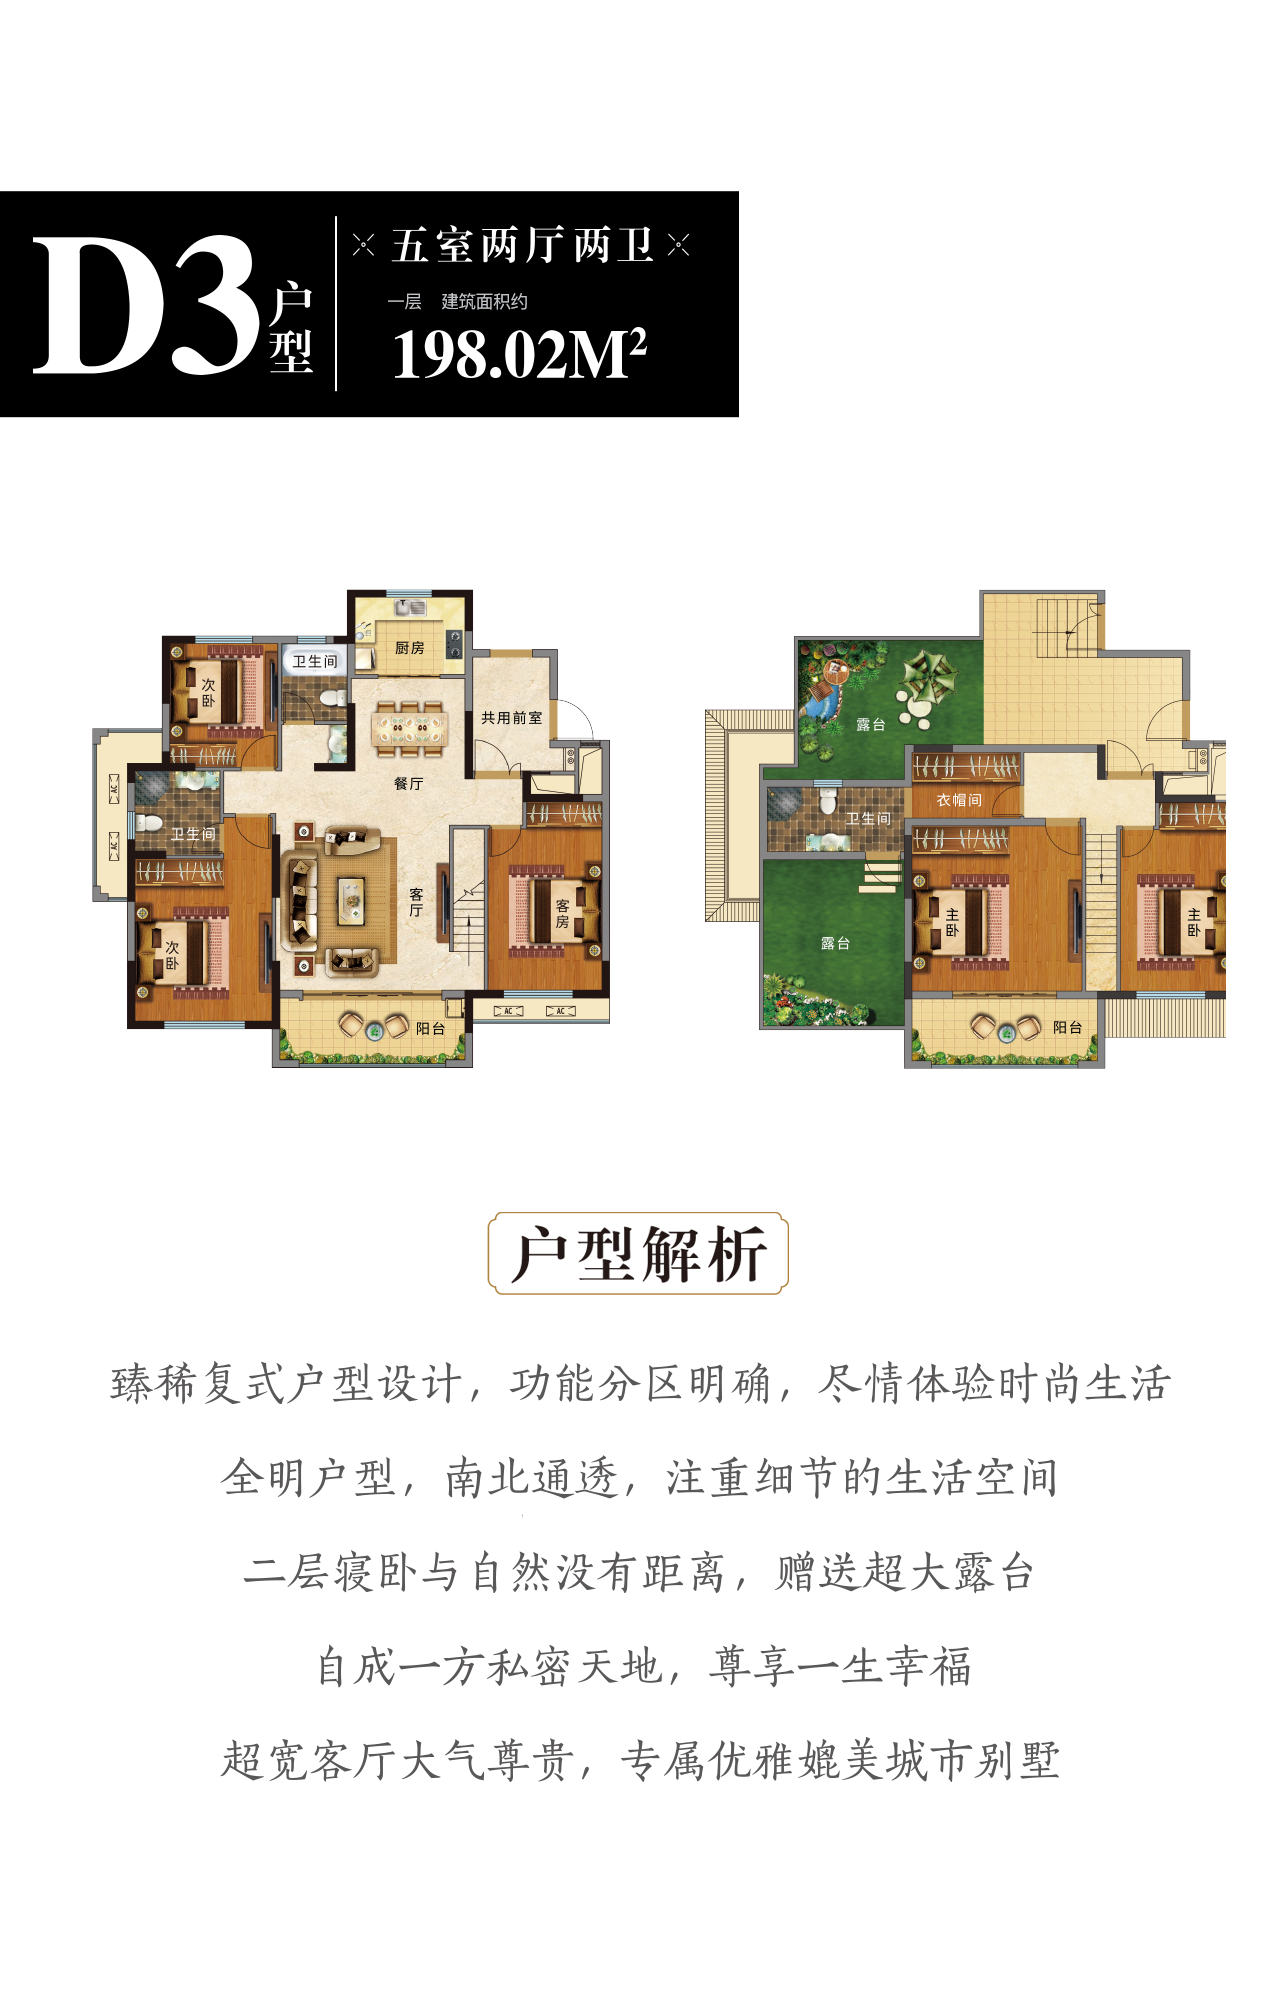 D3户型
五室两厅两卫
一层 建筑面积约
198.02M²
厨房
卫生间
次卧
共用前室
餐厅
卫生间
客厅
客房
次卧
阳台
AC
AC
AC
AC
露台
衣帽间
卫生间
主卧
主卧
露台
阳台
户型解析
臻稀复式户型设计，功能分区明确，尽情体验时尚生活
全明户型，南北通透，注重细节的生活空间
二层寝卧与自然没有距离，赠送超大露台
自成一方私密天地，尊享一生幸福
超宽客厅大气尊贵，专属优雅媲美城市别墅